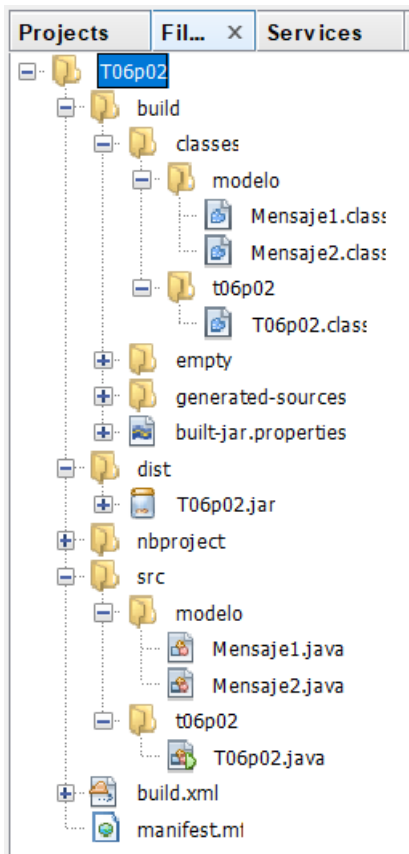 Projects Fil... × Services
T06p02
build
classes
modelo
Mensaje1.class
Mensaje2.class
t06p02
T06p02.class
empty
generated-sources
built-jar.properties
dist
T06p02.jar
nbproject
src
modelo
Mensaje1.java
Mensaje2.java
t06p02
T06p02.java
build.xml
manifest.mf